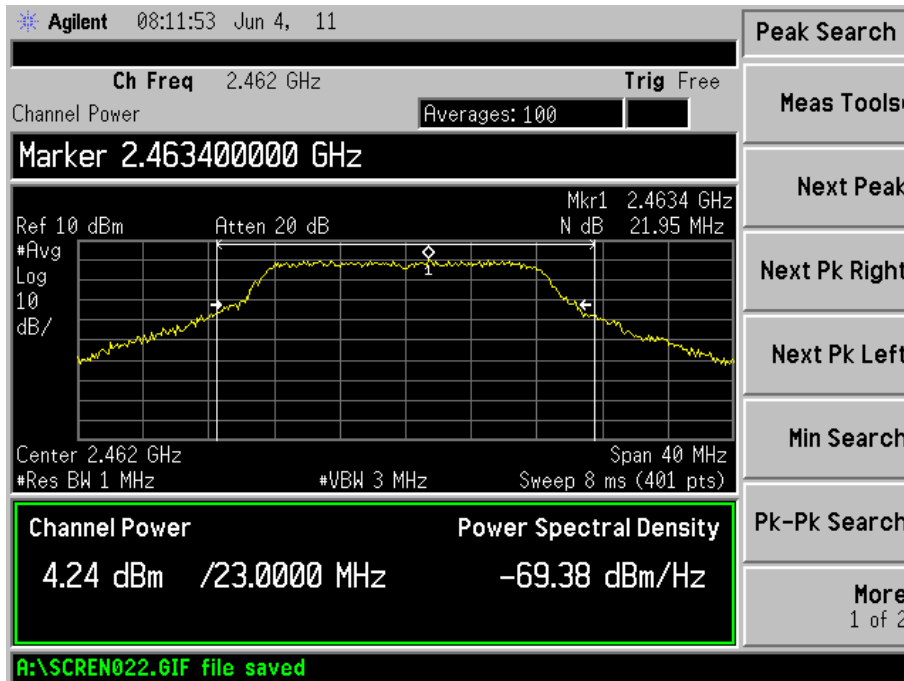 Agilent 08:11:53 Jun 4, 11
Ch Freq 2.462 GHz Trig Free
Channel Power Averages: 100
Marker 2.463400000 GHz
Mkr1 2.4634 GHz
Ref 10 dBm Atten 20 dB N dB 21.95 MHz
#Avg
Log
10
dB/
1
Center 2.462 GHz Span 40 MHz
#Res BW 1 MHz #VBW 3 MHz Sweep 8 ms (401 pts)
Channel Power Power Spectral Density
4.24 dBm /23.0000 MHz -69.38 dBm/Hz
A:\SCREN022.GIF file saved
Peak Search
Meas Tools
Next Peak
Next Pk Right
Next Pk Left
Min Search
Pk-Pk Search
More
1 of 2